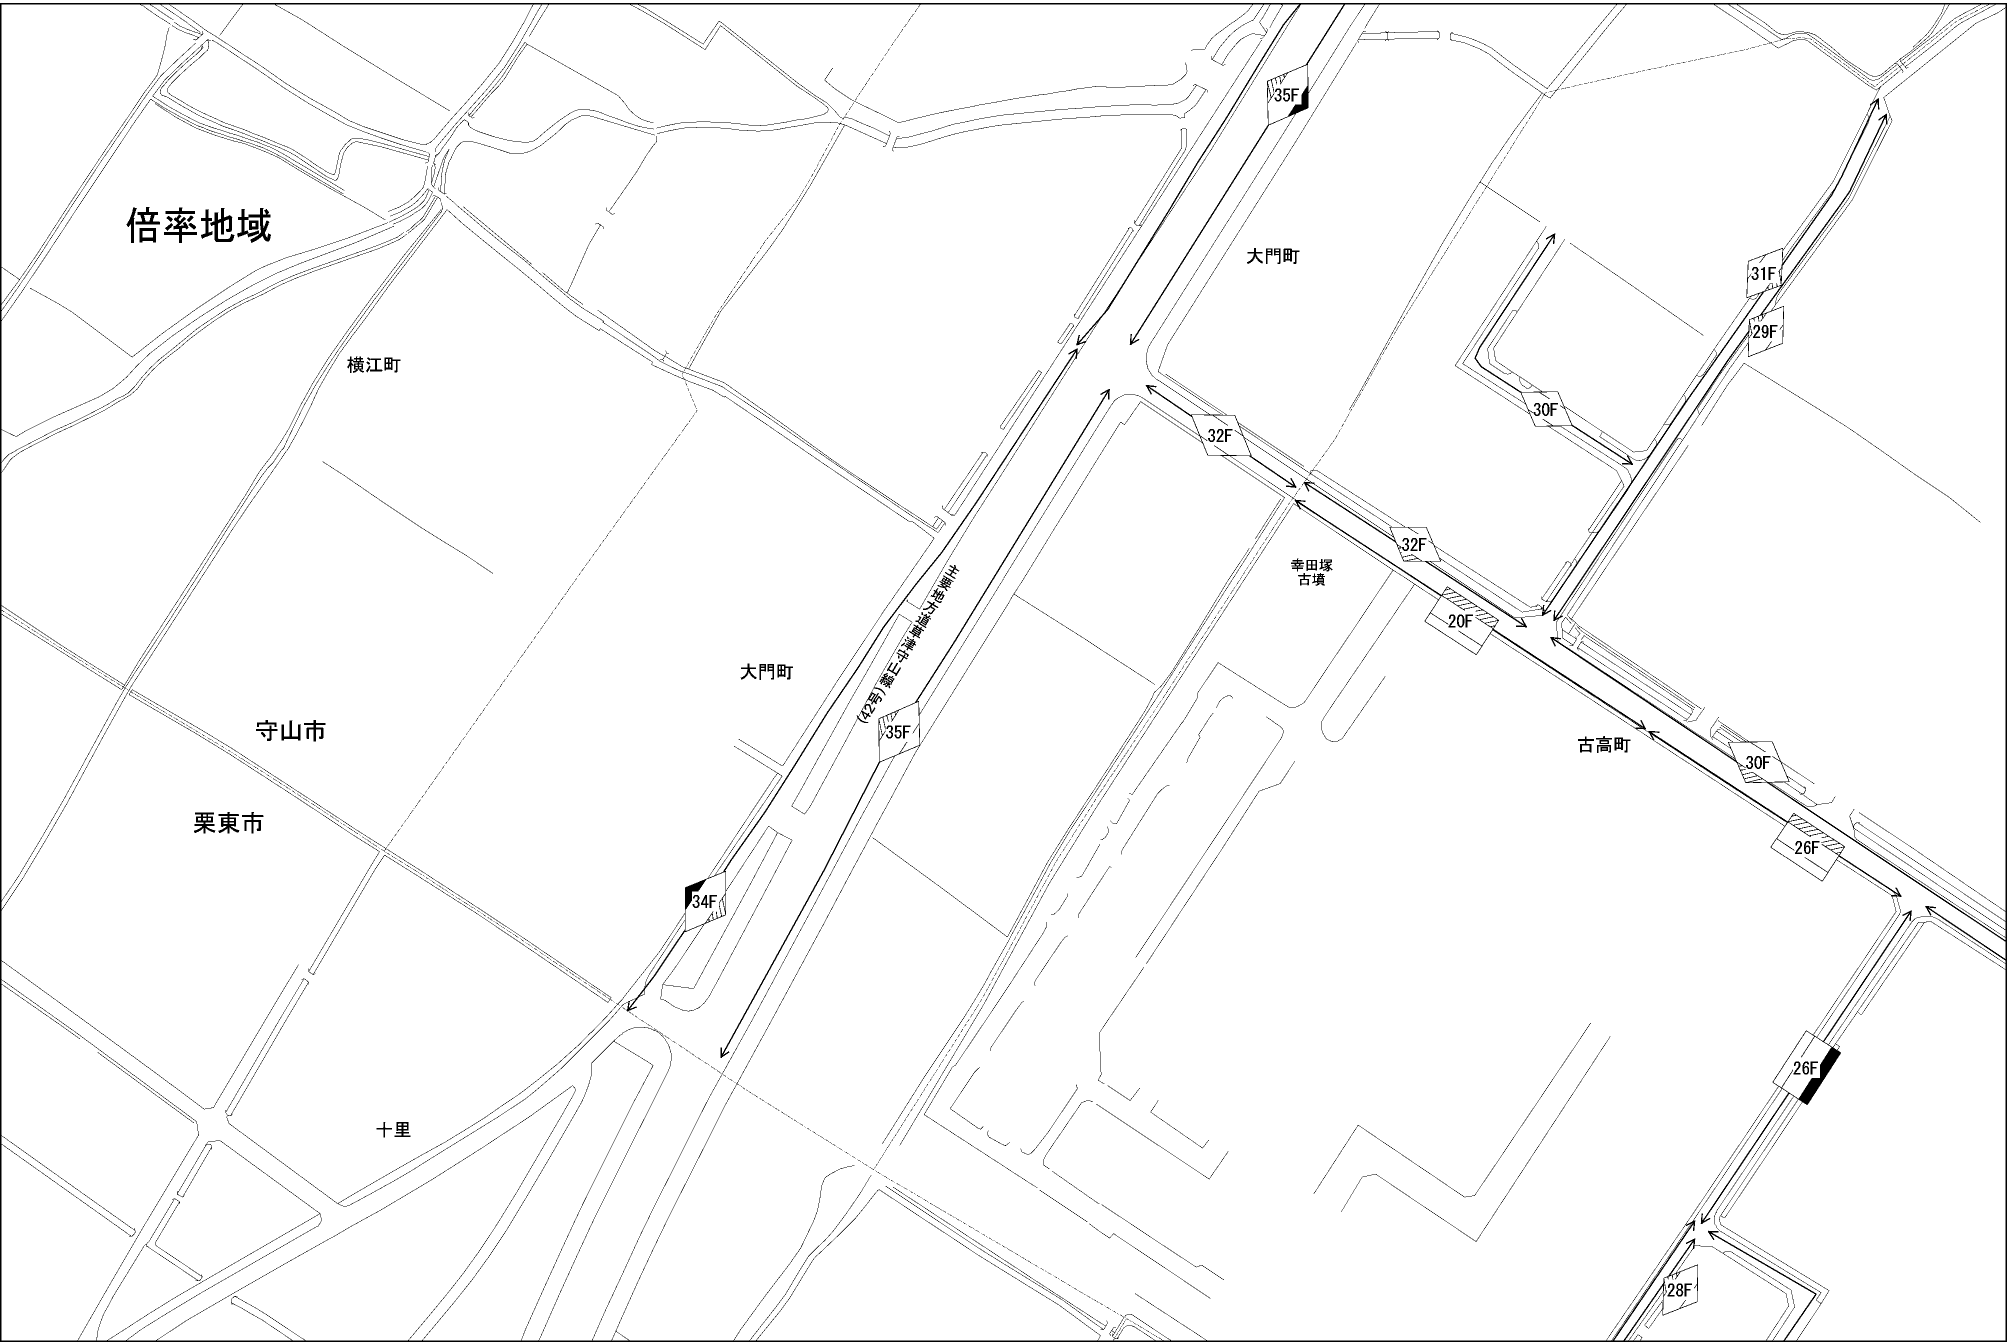 35F
倍率地域
大門町
31F
29F
横江町
30F
32F
32F
幸田塚
古墳
20F
主要地方道草津守山線
(42号)
大門町
守山市
35F
古高町
30F
栗東市
26F
34F
26F
十里
28F